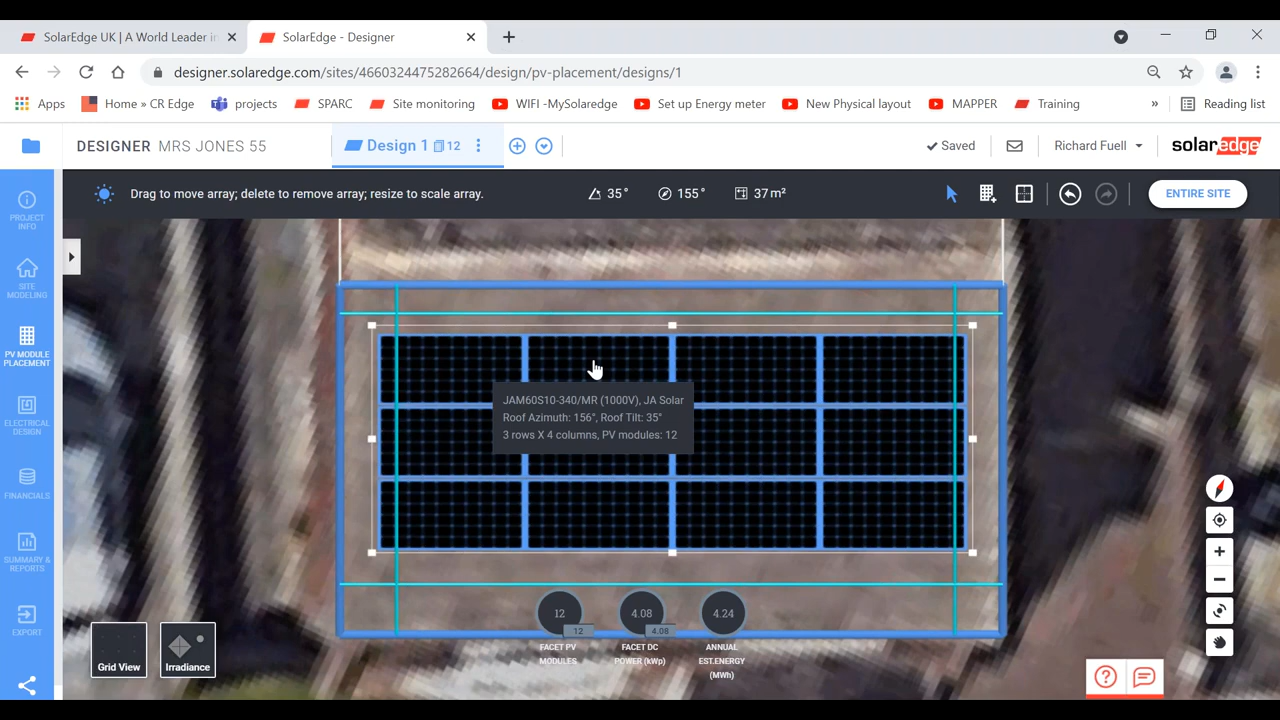 SolarEdge UK | A World Leader in
SolarEdge - Designer
designer.solaredge.com/sites/4660324475282664/design/pv-placement/designs/1
Apps
Home » CR Edge
projects
SPARC
Site monitoring
WIFI -MySolaredge
Set up Energy meter
New Physical layout
MAPPER
Training
»
Reading list
DESIGNER MRS JONES 55
Design 1 12
Saved
Richard Fuell
solaredge
Drag to move array; delete to remove array; resize to scale array.
35°
155°
37 m²
ENTIRE SITE
PROJECT
INFO
SITE
MODELING
PV MODULE
PLACEMENT
ELECTRICAL
DESIGN
FINANCIALS
SUMMARY &
REPORTS
EXPORT
JAM60S10-340/MR (1000V), JA Solar
Roof Azimuth: 156°, Roof Tilt: 35°
3 rows X 4 columns, PV modules: 12
12
12
FACET PV
MODULES
4.08
4.08
FACET DC
POWER (kWp)
4.24
ANNUAL
EST.ENERGY
(MWh)
Grid View
Irradiance